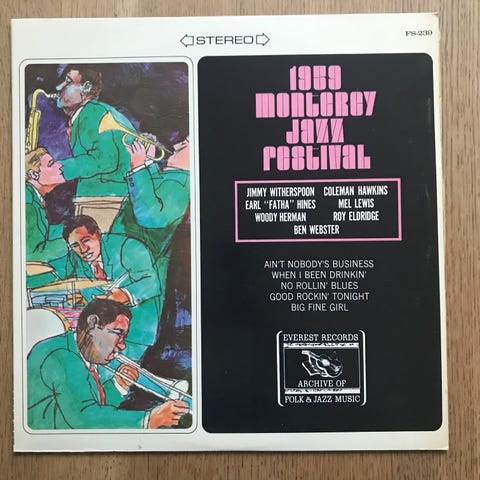 STEREO
FS-239
1959
monterey
jazz
festival
JIMMY WITHERSPOON COLEMAN HAWKINS
EARL "FATHA" HINES MEL LEWIS
WOODY HERMAN ROY ELDRIDGE
BEN WEBSTER
AIN'T NOBODY'S BUSINESS
WHEN I BEEN DRINKIN'
NO ROLLIN' BLUES
GOOD ROCKIN' TONIGHT
BIG FINE GIRL
EVEREST RECORDS
ARCHIVE OF
FOLK & JAZZ MUSIC